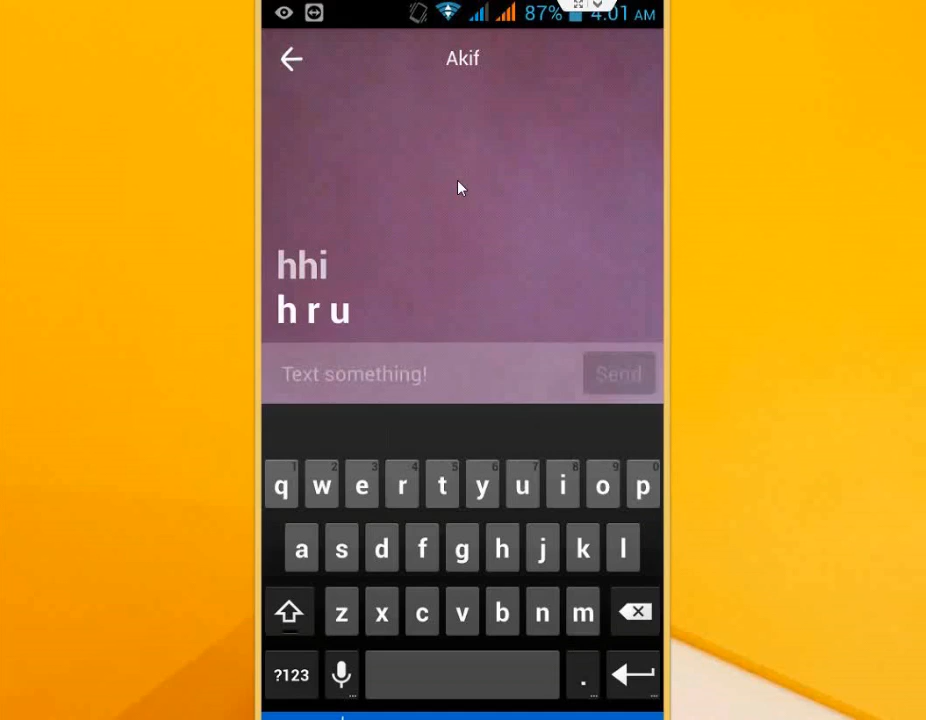 87% 4:01 AM
Akif
hhi
h r u
Text something!
Send
1 2 3 4 5 6 7 8 9 0
q w e r t y u i o p
a s d f g h j k l
z x c v b n m
?123 . ...